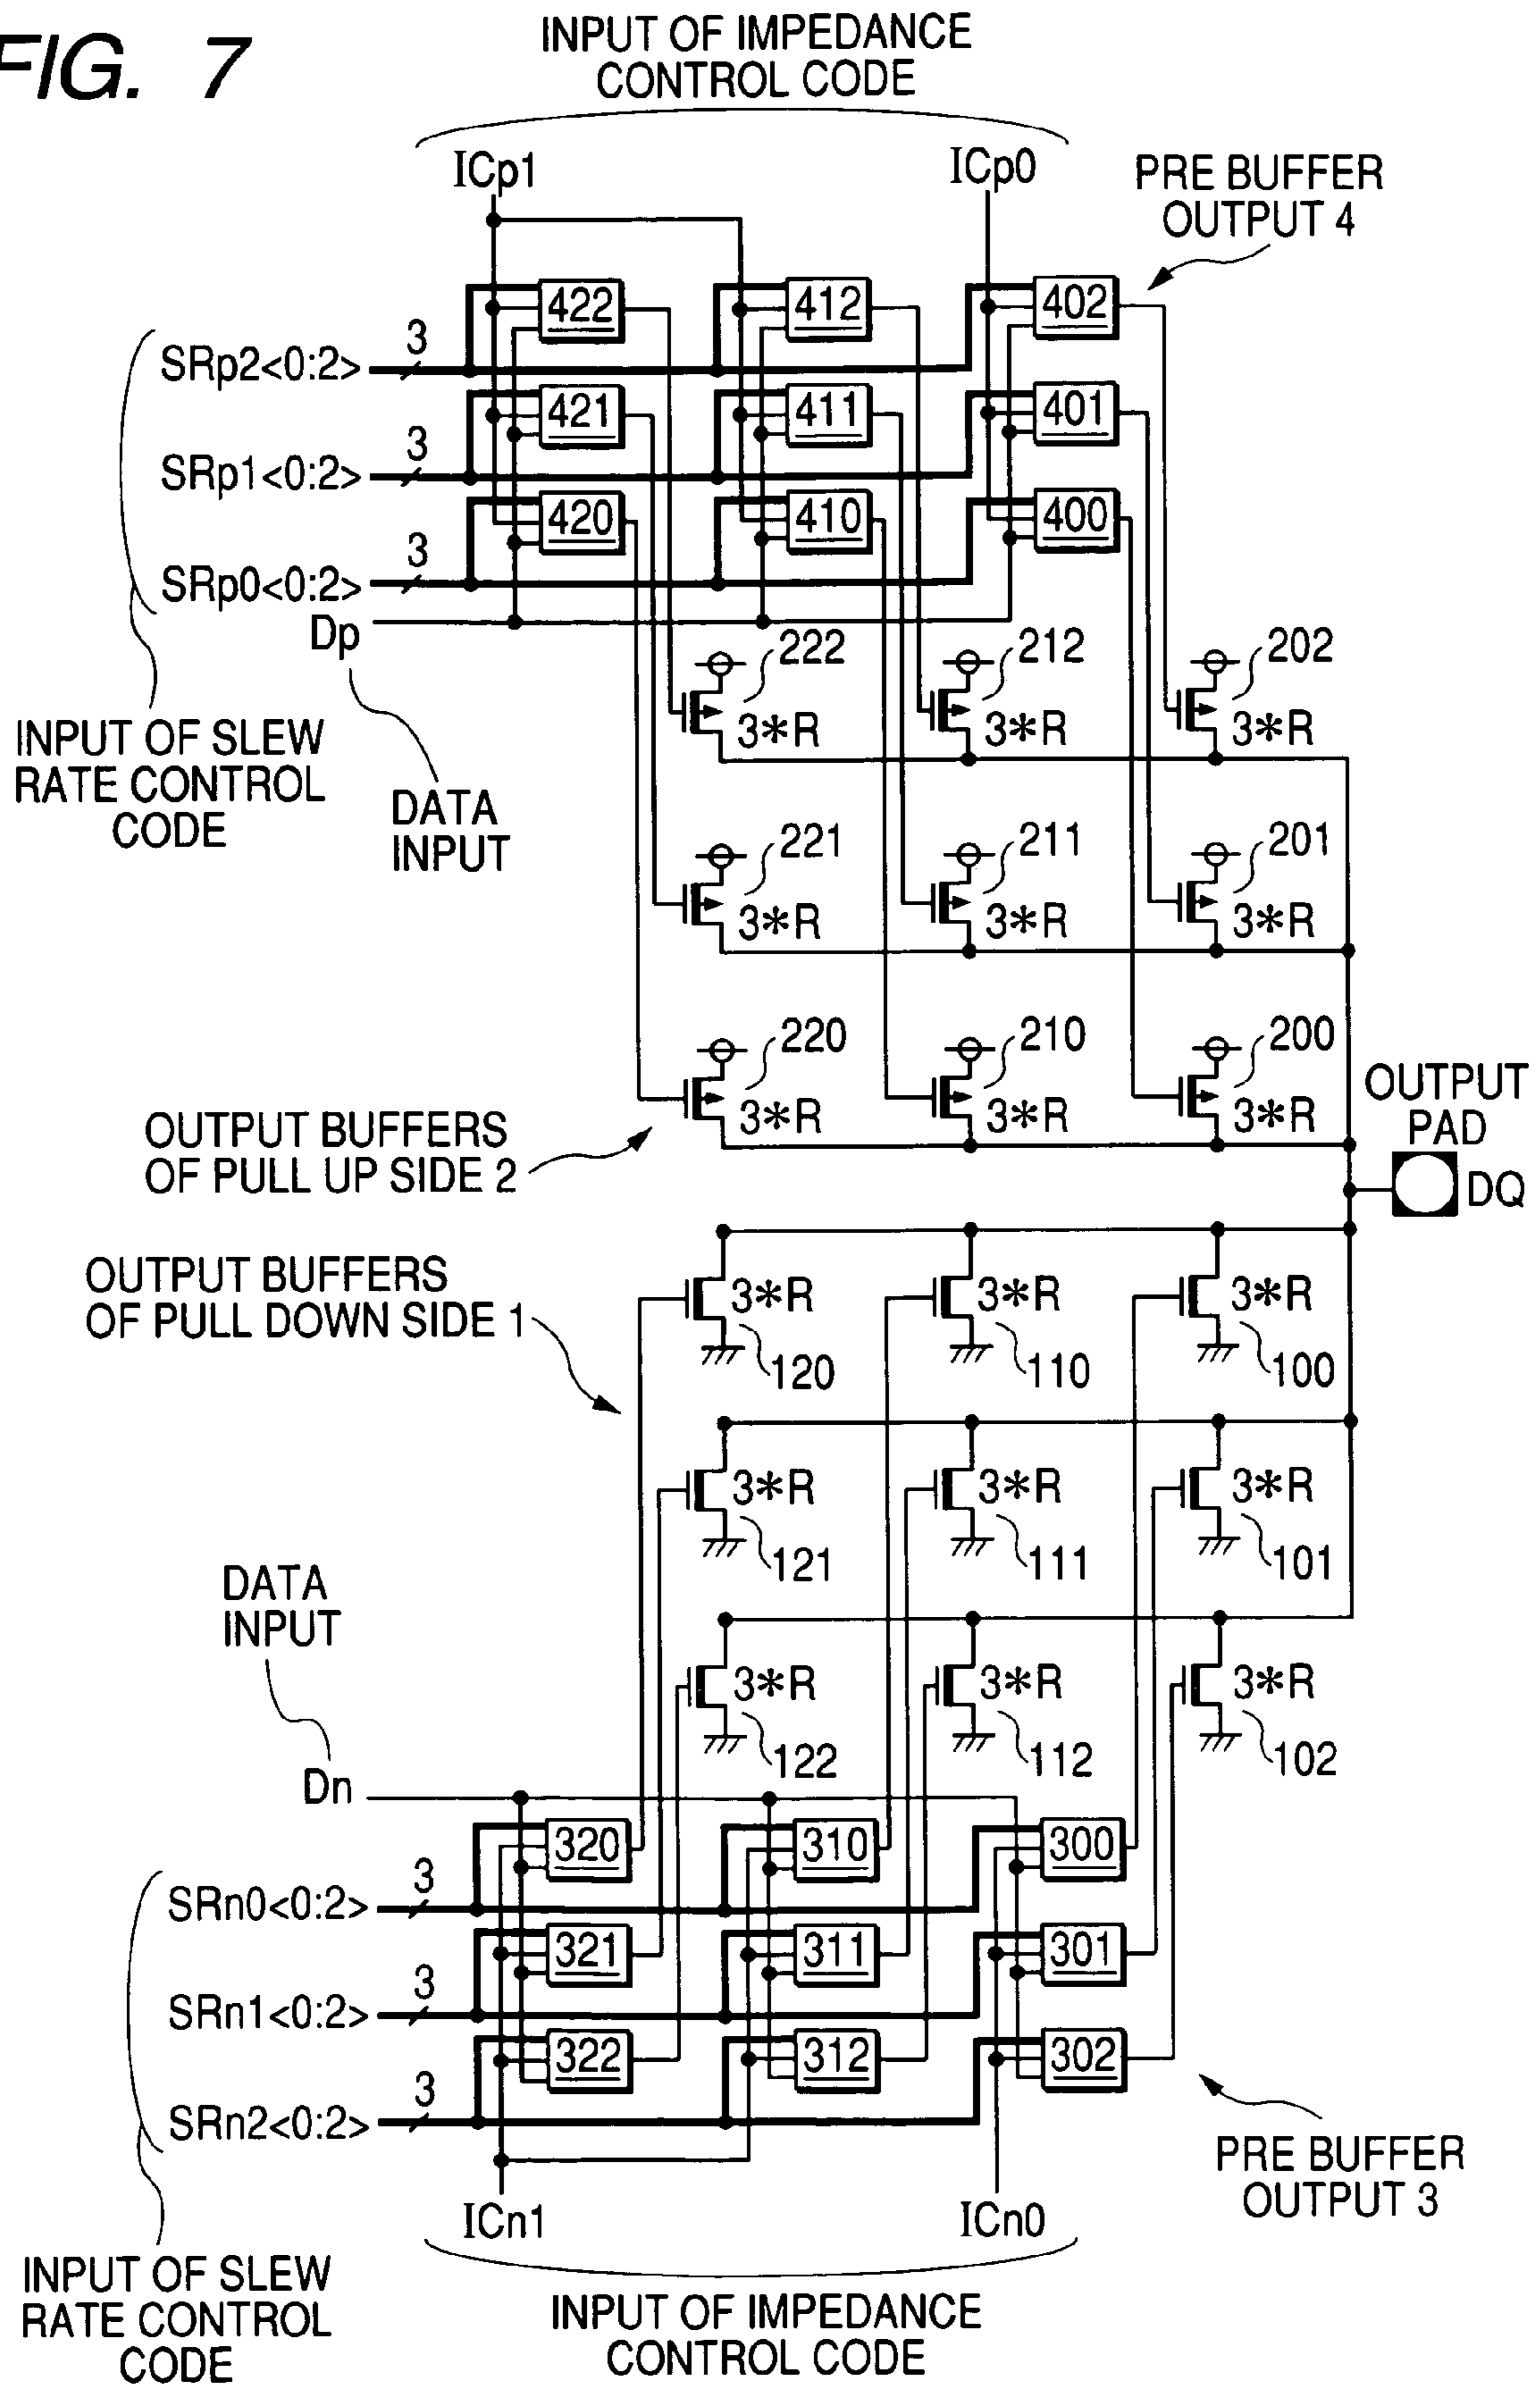 FIG. 7
INPUT OF IMPEDANCE
CONTROL CODE
ICp1
ICp0
PRE BUFFER
OUTPUT 4
422
412
402
SRp2<0:2>
3
421
411
401
SRp1<0:2>
3
420
410
400
SRp0<0:2>
3
Dp
INPUT OF SLEW
RATE CONTROL
CODE
DATA
INPUT
222
3*R
212
3*R
202
3*R
221
3*R
211
3*R
201
3*R
220
3*R
210
3*R
200
3*R
OUTPUT
PAD
DQ
OUTPUT BUFFERS
OF PULL UP SIDE 2
OUTPUT BUFFERS
OF PULL DOWN SIDE 1
3*R
120
3*R
110
3*R
100
3*R
121
3*R
111
3*R
101
3*R
122
3*R
112
3*R
102
DATA
INPUT
Dn
320
310
300
SRn0<0:2>
3
321
311
301
SRn1<0:2>
3
322
312
302
SRn2<0:2>
3
ICn1
ICn0
PRE BUFFER
OUTPUT 3
INPUT OF SLEW
RATE CONTROL
CODE
INPUT OF IMPEDANCE
CONTROL CODE